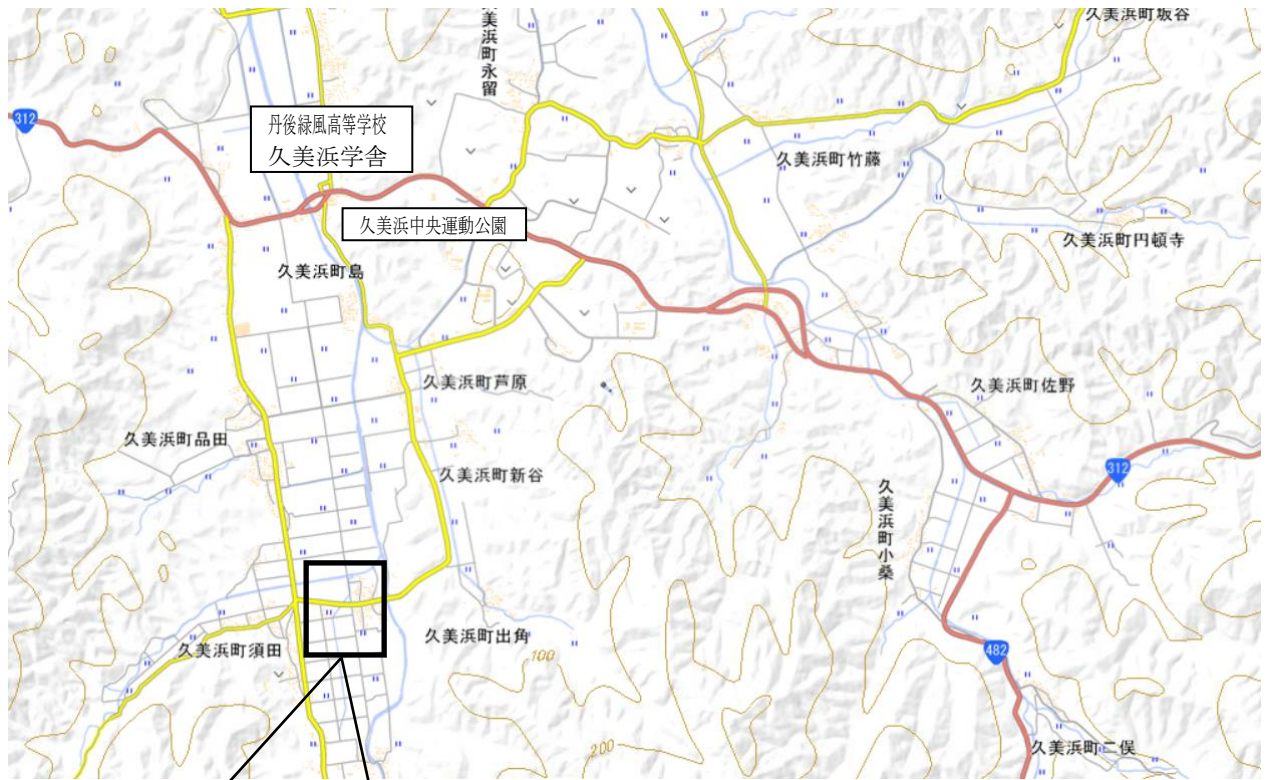 久美浜町坂谷
久美浜町永留
312
丹後緑風高等学校
久美浜学舎
久美浜町竹藤
久美浜中央運動公園
久美浜町円頓寺
久美浜町島
久美浜町芦原
久美浜町佐野
久美浜町品田
久美浜町新谷
312
久美浜町小桑
久美浜町出角
久美浜町須田
100
482
200
久美浜町二俣